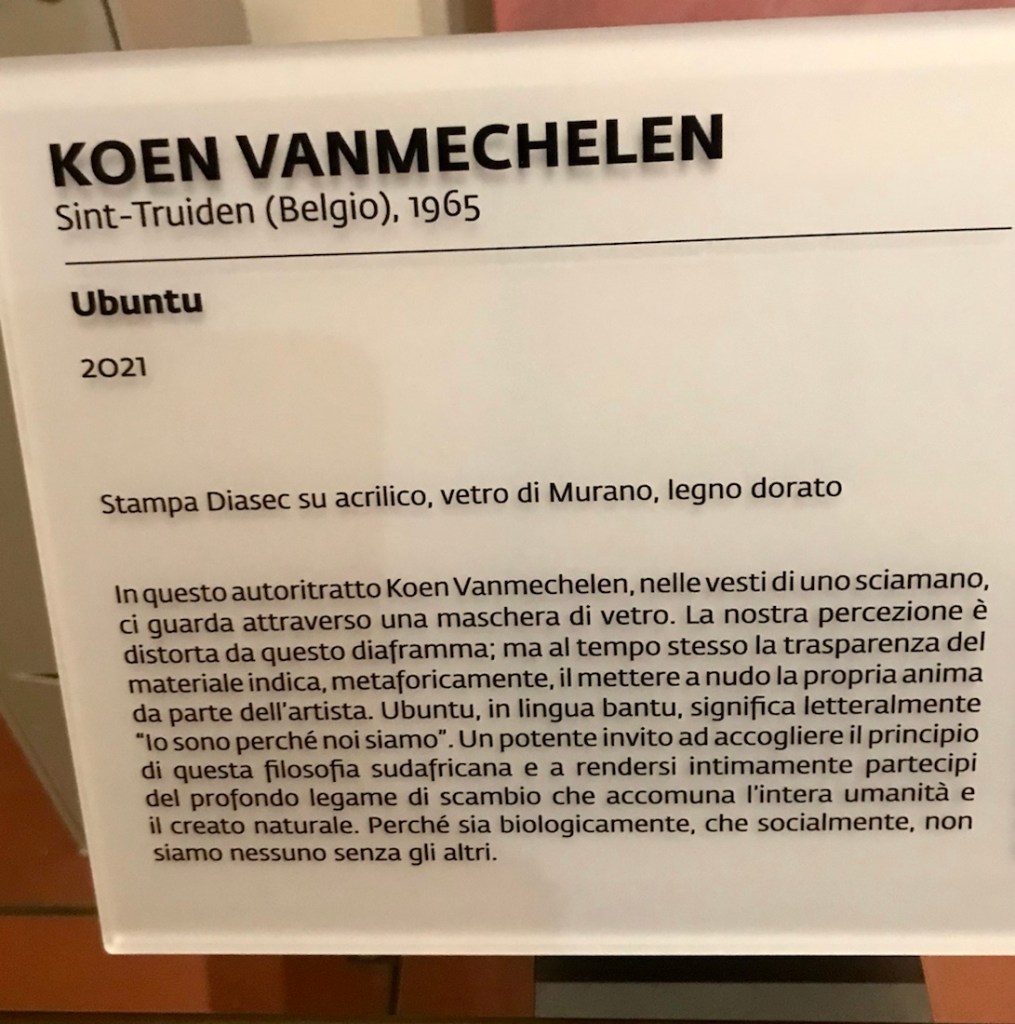 KOEN VANMECHELEN
Sint-Truiden (Belgio), 1965
Ubuntu
2021
Stampa Diasec su acrilico, vetro di Murano, legno dorato
In questo autoritratto Koen Vanmechelen, nelle vesti di uno sciamano,
ci guarda attraverso una maschera di vetro. La nostra percezione è
distorta da questo diaframma; ma al tempo stesso la trasparenza del
materiale indica, metaforicamente, il mettere a nudo la propria anima
da parte dell'artista. Ubuntu, in lingua bantu, significa letteralmente
"Io sono perché noi siamo". Un potente invito ad accogliere il principio
di questa filosofia sudafricana e a rendersi intimamente partecipi
del profondo legame di scambio che accomuna l'intera umanità e
il creato naturale. Perché sia biologicamente, che socialmente, non
siamo nessuno senza gli altri.